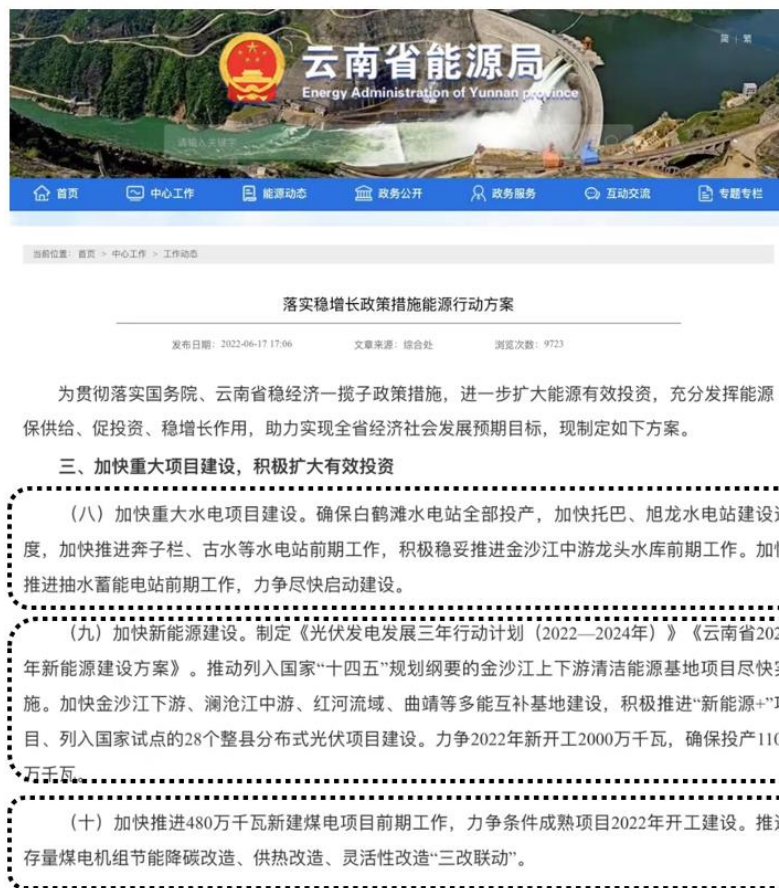 简 | 繁
云南省能源局
Energy Administration of Yunnan province
请输入关键字
首页 中心工作 能源动态 政务公开 政务服务 互动交流 专题专栏
当前位置: 首页 > 中心工作 > 工作动态
落实稳增长政策措施能源行动方案
发布日期: 2022-06-17 17:06 文章来源: 综合处 浏览次数: 9723
为贯彻落实国务院、云南省稳经济一揽子政策措施，进一步扩大能源有效投资，充分发挥能源
保供给、促投资、稳增长作用，助力实现全省经济社会发展预期目标，现制定如下方案。
三、加快重大项目建设，积极扩大有效投资
（八）加快重大水电项目建设。确保白鹤滩水电站全部投产，加快托巴、旭龙水电站建设
度，加快推进奔子栏、古水等水电站前期工作，积极稳妥推进金沙江中游龙头水库前期工作。加
推进抽水蓄能电站前期工作，力争尽快启动建设。
（九）加快新能源建设。制定《光伏发电发展三年行动计划（2022—2024年）》《云南省202
年新能源建设方案》。推动列入国家“十四五”规划纲要的金沙江上下游清洁能源基地项目尽快
施。加快金沙江下游、澜沧江中游、红河流域、曲靖等多能互补基地建设，积极推进“新能源+”
目、列入国家试点的28个整县分布式光伏项目建设。力争2022年新开工2000万千瓦，确保投产110
万千瓦。
（十）加快推进480万千瓦新建煤电项目前期工作，力争条件成熟项目2022年开工建设。推
存量煤电机组节能降碳改造、供热改造、灵活性改造“三改联动”。